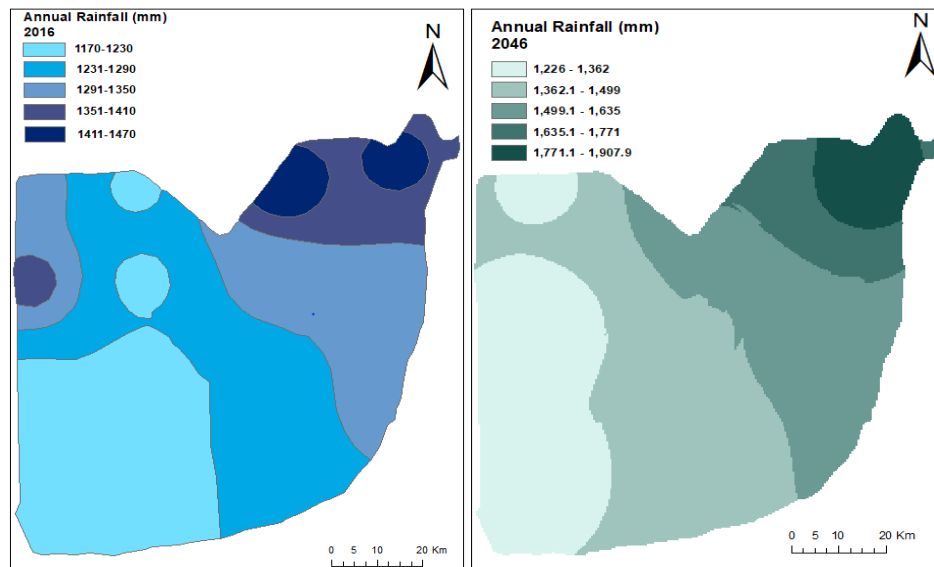 Annual Rainfall (mm)
2016
1170-1230
1231-1290
1291-1350
1351-1410
1411-1470
N
0 5 10 20 Km
Annual Rainfall (mm)
2046
1,226 - 1,362
1,362.1 - 1,499
1,499.1 - 1,635
1,635.1 - 1,771
1,771.1 - 1,907.9
N
0 5 10 20 Km